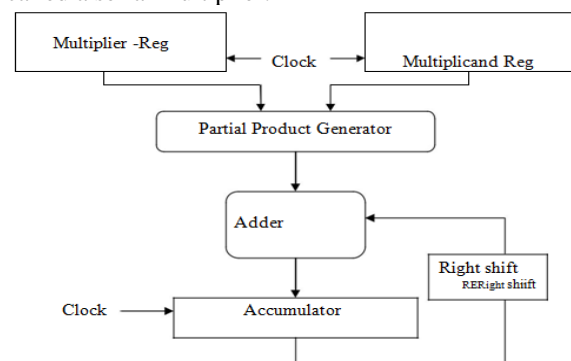 Multiplier -Reg
Clock
Multiplicand Reg
Partial Product Generator
Adder
Right shift
RERight shiift
Clock
Accumulator